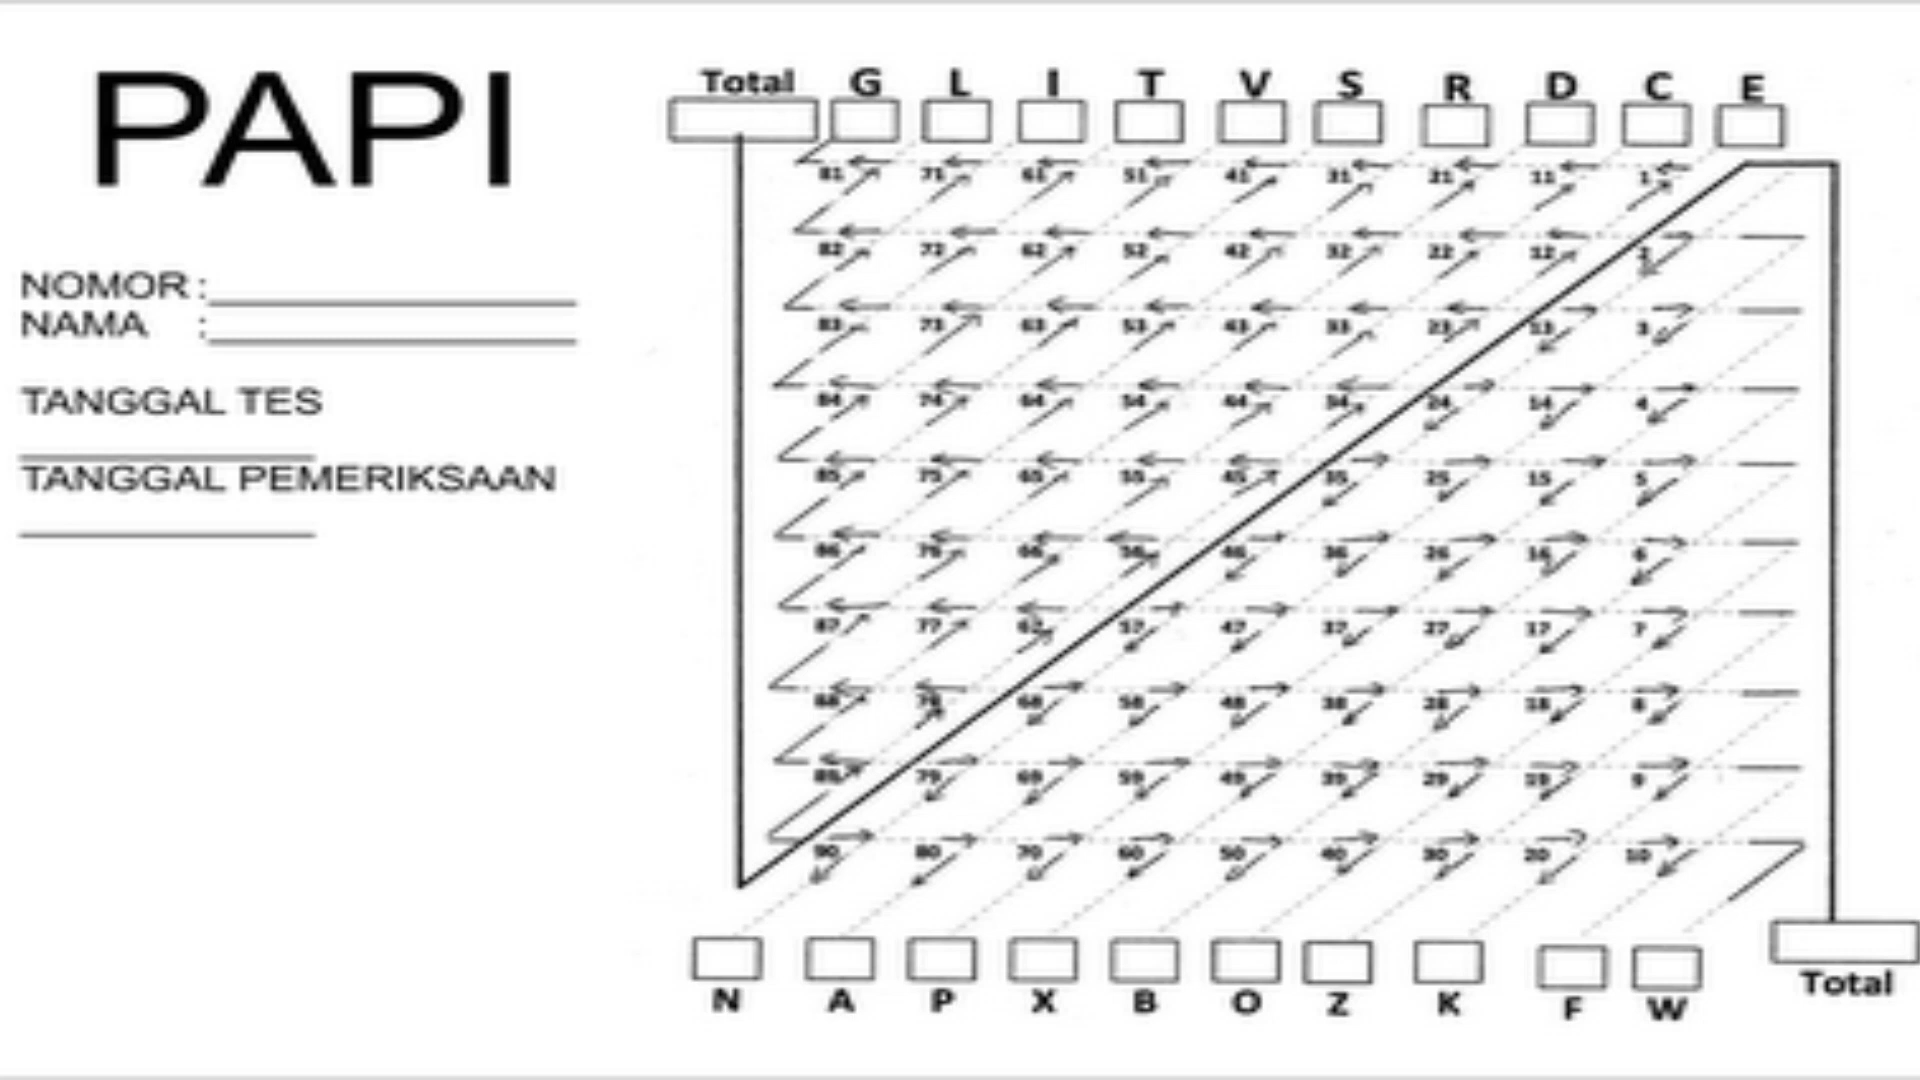 PAPI
NOMOR :
NAMA :
TANGGAL TES
TANGGAL PEMERIKSAAN
Total G L I T V S R D C E
81 71 61 51 41 31 21 11 1
82 72 62 52 42 32 22 12 2
83 73 63 53 43 33 23 13 3
84 74 64 54 44 34 24 14 4
85 75 65 55 45 35 25 15 5
86 76 66 56 46 36 26 16 6
87 77 67 57 47 37 27 17 7
88 78 68 58 48 38 28 18 8
89 79 69 59 49 39 29 19 9
90 80 70 60 50 40 30 20 10
N A P X B O Z K F W Total